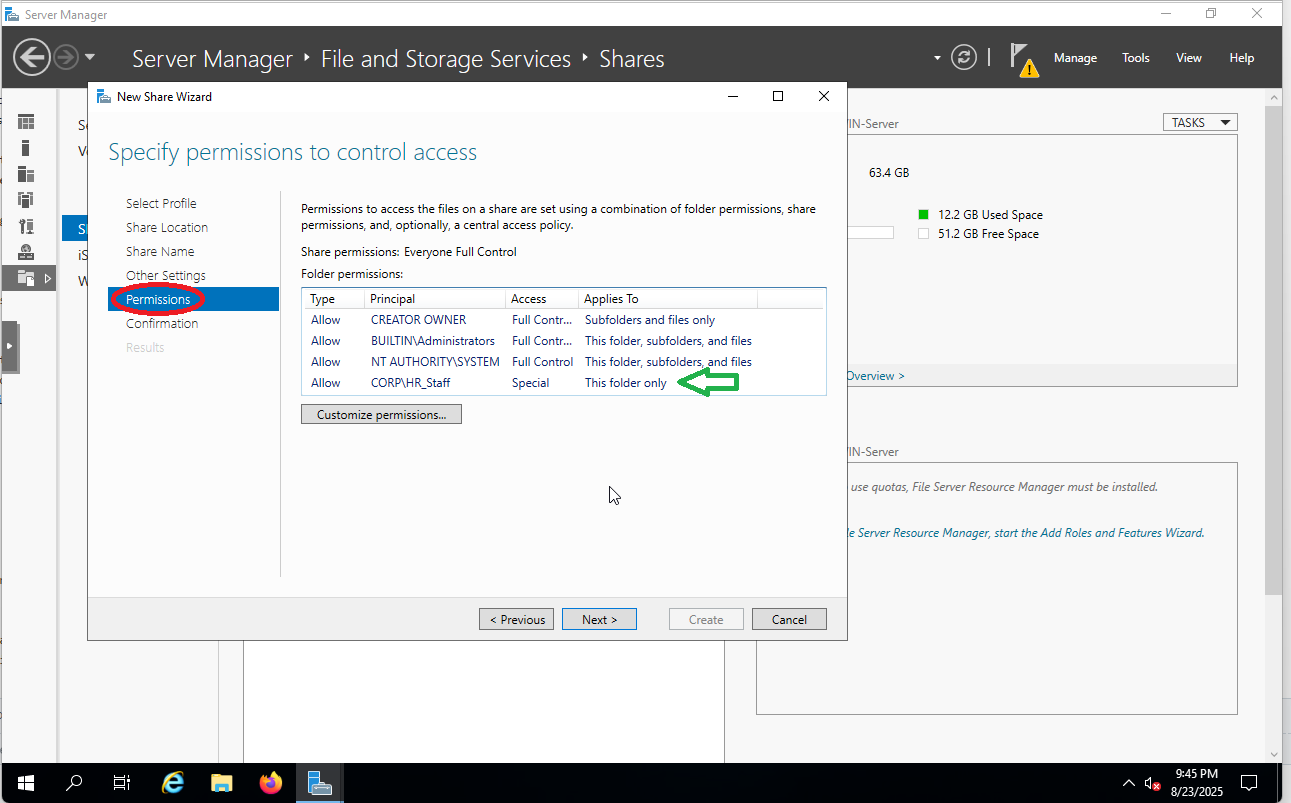 Server Manager
Server Manager ‣ File and Storage Services ‣ Shares
Manage Tools View Help
New Share Wizard
Specify permissions to control access
Select Profile
Share Location
Share Name
Other Settings
Permissions
Confirmation
Results
Permissions to access the files on a share are set using a combination of folder permissions, share
permissions, and, optionally, a central access policy.
Share permissions: Everyone Full Control
Folder permissions:
Type Principal Access Applies To
Allow CREATOR OWNER Full Contr... Subfolders and files only
Allow BUILTIN\Administrators Full Contr... This folder, subfolders, and files
Allow NT AUTHORITY\SYSTEM Full Control This folder, subfolders, and files
Allow CORP\HR_Staff Special This folder only
Customize permissions...
< Previous Next > Create Cancel
IN-Server
TASKS
63.4 GB
12.2 GB Used Space
51.2 GB Free Space
Overview >
IN-Server
use quotas, File Server Resource Manager must be installed.
le Server Resource Manager, start the Add Roles and Features Wizard.
9:45 PM
8/23/2025